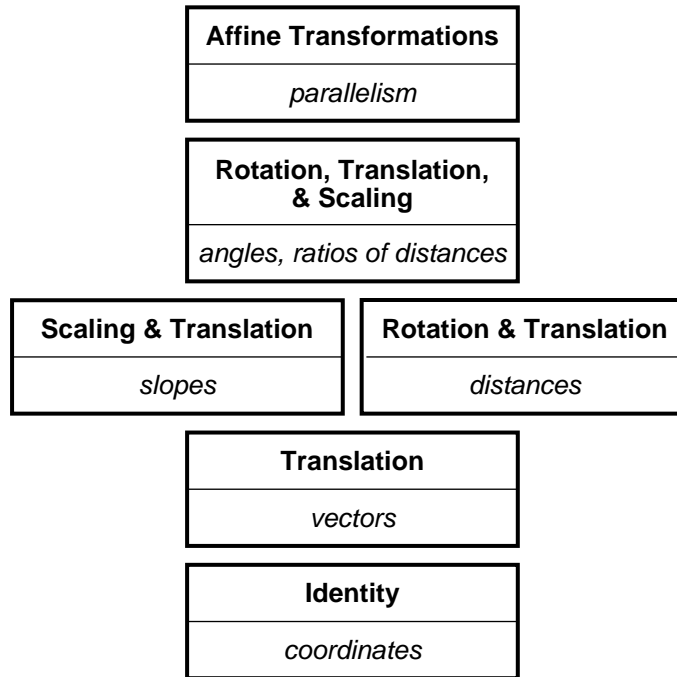 Affine Transformations
parallelism
Rotation, Translation,
& Scaling
angles, ratios of distances
Scaling & Translation
slopes
Rotation & Translation
distances
Translation
vectors
Identity
coordinates